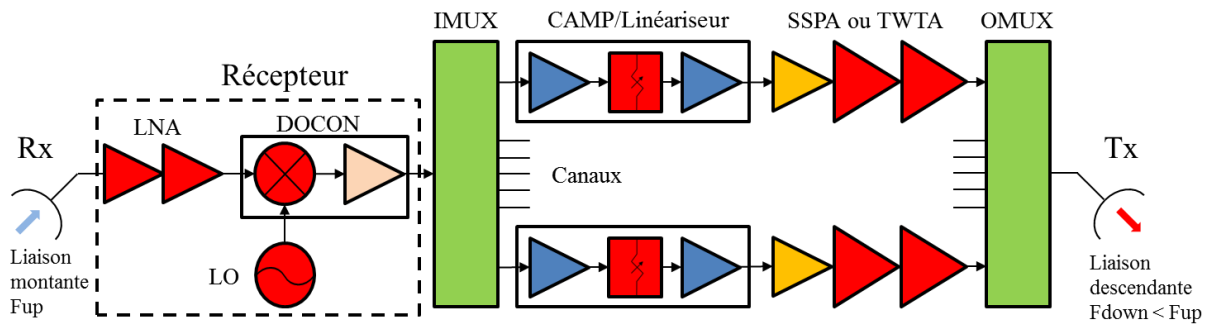 IMUX
CAMP/Linéariseur
SSPA ou TWTA
OMUX
Récepteur
LNA
DOCON
Rx
Tx
Canaux
Liaison
montante
Fup
LO
Liaison
descendante
Fdown < Fup